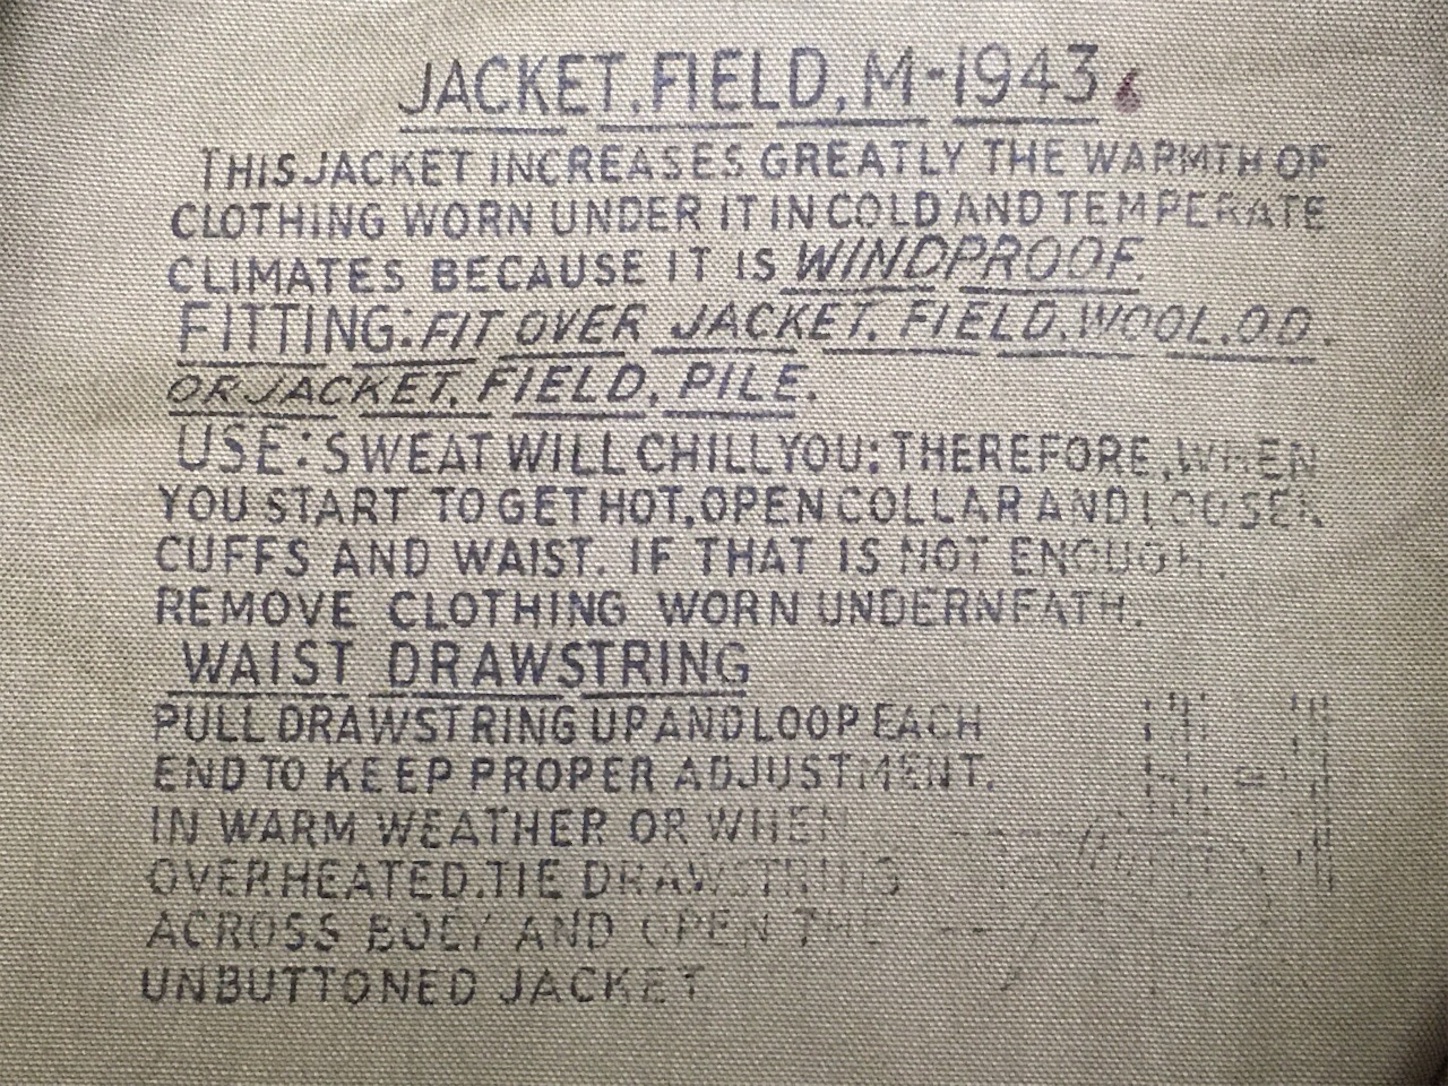 JACKET, FIELD, M-1943
THIS JACKET INCREASES GREATLY THE WARMTH OF
CLOTHING WORN UNDER IT IN COLD AND TEMPERATE
CLIMATES BECAUSE IT IS WINDPROOF.
FITTING: FIT OVER JACKET, FIELD, WOOL, O.D.
OR JACKET, FIELD, PILE.
USE: SWEAT WILL CHILL YOU: THEREFORE, WHEN
YOU START TO GET HOT, OPEN COLLAR AND LOOSEN
CUFFS AND WAIST. IF THAT IS NOT ENOUGH.
REMOVE CLOTHING WORN UNDERNEATH.
WAIST DRAWSTRING
PULL DRAWSTRING UP AND LOOP EACH
END TO KEEP PROPER ADJUSTMENT.
IN WARM WEATHER OR WHEN
OVERHEATED, TIE DRAWSTRING
ACROSS BODY AND OPEN THE
UNBUTTONED JACKET